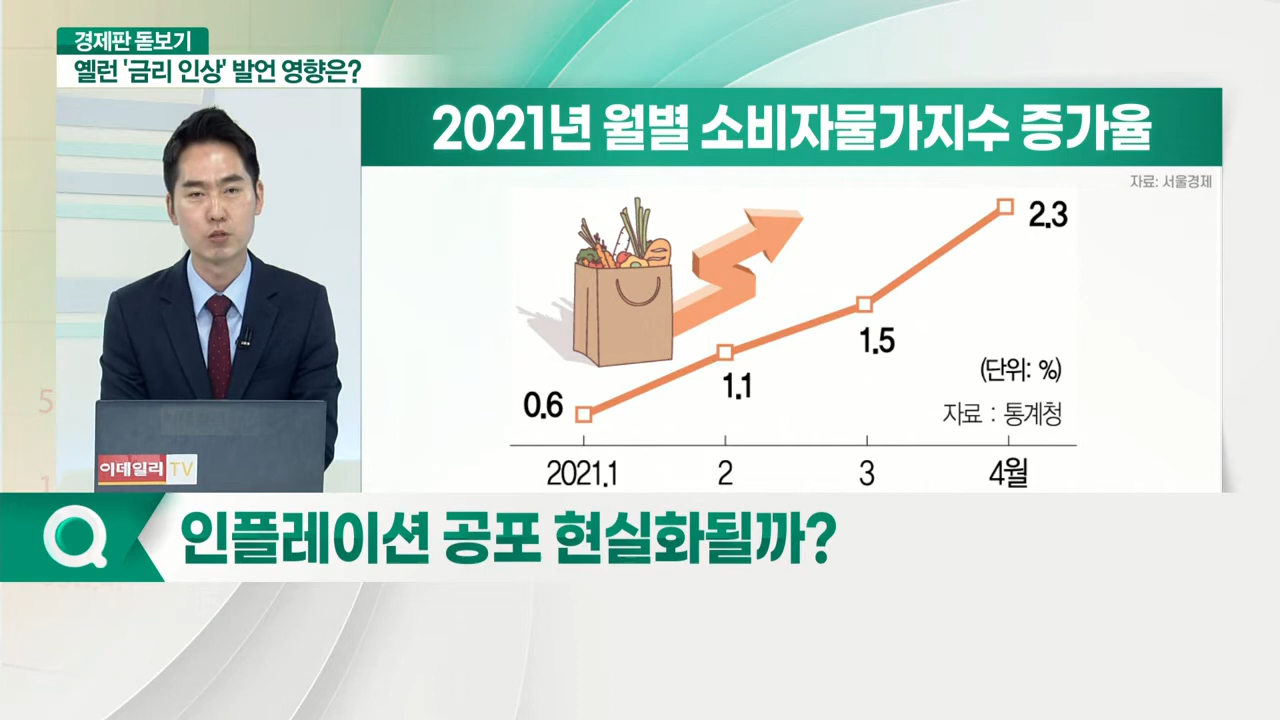 경제판 돋보기
옐런 '금리 인상' 발언 영향은?
2021년 월별 소비자물가지수 증가율
자료: 서울경제
2.3
1.5
1.1
0.6
(단위: %)
자료 : 통계청
2021.1 2 3 4월
이데일리 TV
5
1
인플레이션 공포 현실화될까?